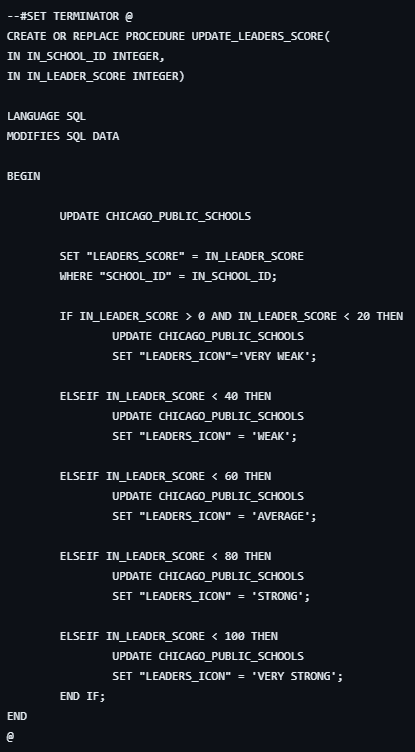 --#SET TERMINATOR @
CREATE OR REPLACE PROCEDURE UPDATE_LEADERS_SCORE(
IN IN_SCHOOL_ID INTEGER,
IN IN_LEADER_SCORE INTEGER)
LANGUAGE SQL
MODIFIES SQL DATA
BEGIN
UPDATE CHICAGO_PUBLIC_SCHOOLS
SET "LEADERS_SCORE" = IN_LEADER_SCORE
WHERE "SCHOOL_ID" = IN_SCHOOL_ID;
IF IN_LEADER_SCORE > 0 AND IN_LEADER_SCORE < 20 THEN
UPDATE CHICAGO_PUBLIC_SCHOOLS
SET "LEADERS_ICON"='VERY WEAK';
ELSEIF IN_LEADER_SCORE < 40 THEN
UPDATE CHICAGO_PUBLIC_SCHOOLS
SET "LEADERS_ICON" = 'WEAK';
ELSEIF IN_LEADER_SCORE < 60 THEN
UPDATE CHICAGO_PUBLIC_SCHOOLS
SET "LEADERS_ICON" = 'AVERAGE';
ELSEIF IN_LEADER_SCORE < 80 THEN
UPDATE CHICAGO_PUBLIC_SCHOOLS
SET "LEADERS_ICON" = 'STRONG';
ELSEIF IN_LEADER_SCORE < 100 THEN
UPDATE CHICAGO_PUBLIC_SCHOOLS
SET "LEADERS_ICON" = 'VERY STRONG';
END IF;
END
@